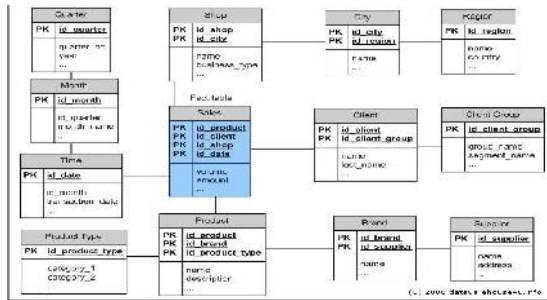 Quarter
PK id_quarter
quarter_no
year
...
Shop
PK id_shop
PK id_city
name
business_type
...
City
PK id_city
PK id_region
name
...
Region
PK id_region
name
country
...
Month
PK id_month
id_quarter
month_name
...
Fact table
Sales
PK id_product
PK id_client
PK id_shop
PK id_date
volume
amount
...
Client
PK id_client
PK id_client_group
name
last_name
...
Client Group
PK id_client_group
group_name
segment_name
...
Time
PK id_date
id_month
transaction_date
...
Product Type
PK id_product_type
category_1
category_2
...
Product
PK id_product
PK id_brand
PK id_product_type
name
description
...
Brand
PK id_brand
PK id_supplier
name
...
Supplier
PK id_supplier
name
address
...